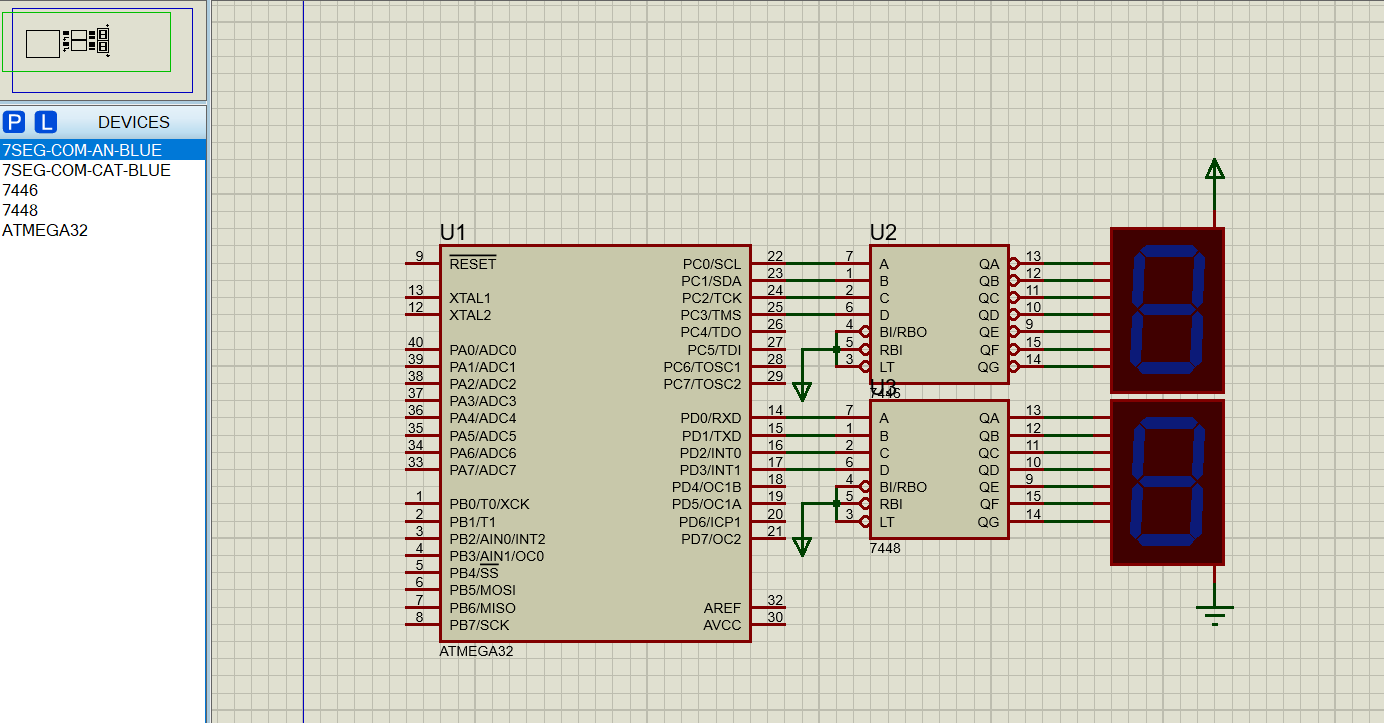 P L DEVICES
7SEG-COM-AN-BLUE
7SEG-COM-CAT-BLUE
7446
7448
ATMEGA32
U1
9 RESET
13 XTAL1
12 XTAL2
40 PA0/ADC0
39 PA1/ADC1
38 PA2/ADC2
37 PA3/ADC3
36 PA4/ADC4
35 PA5/ADC5
34 PA6/ADC6
33 PA7/ADC7
1 PB0/T0/XCK
2 PB1/T1
3 PB2/AIN0/INT2
4 PB3/AIN1/OC0
5 PB4/SS
6 PB5/MOSI
7 PB6/MISO
8 PB7/SCK
PC0/SCL 22
PC1/SDA 23
PC2/TCK 24
PC3/TMS 25
PC4/TDO 26
PC5/TDI 27
PC6/TOSC1 28
PC7/TOSC2 29
PD0/RXD 14
PD1/TXD 15
PD2/INT0 16
PD3/INT1 17
PD4/OC1B 18
PD5/OC1A 19
PD6/ICP1 20
PD7/OC2 21
AREF 32
AVCC 30
ATMEGA32
U2
7 A QA 13
1 B QB 12
2 C QC 11
6 D QD 10
4 BI/RBO QE 9
5 RBI QF 15
3 LT QG 14
7446
U3
7 A QA 13
1 B QB 12
2 C QC 11
6 D QD 10
4 BI/RBO QE 9
5 RBI QF 15
3 LT QG 14
7448